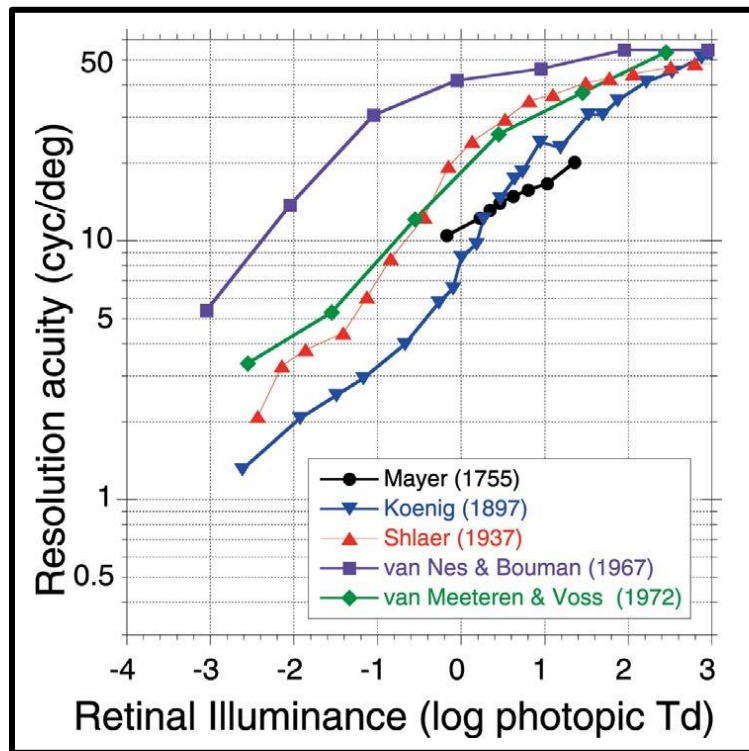 50
10
5
1
0.5
Resolution acuity (cyc/deg)
Mayer (1755)
Koenig (1897)
Shlaer (1937)
van Nes & Bouman (1967)
van Meeteren & Voss (1972)
-4 -3 -2 -1 0 1 2 3
Retinal Illuminance (log photopic Td)